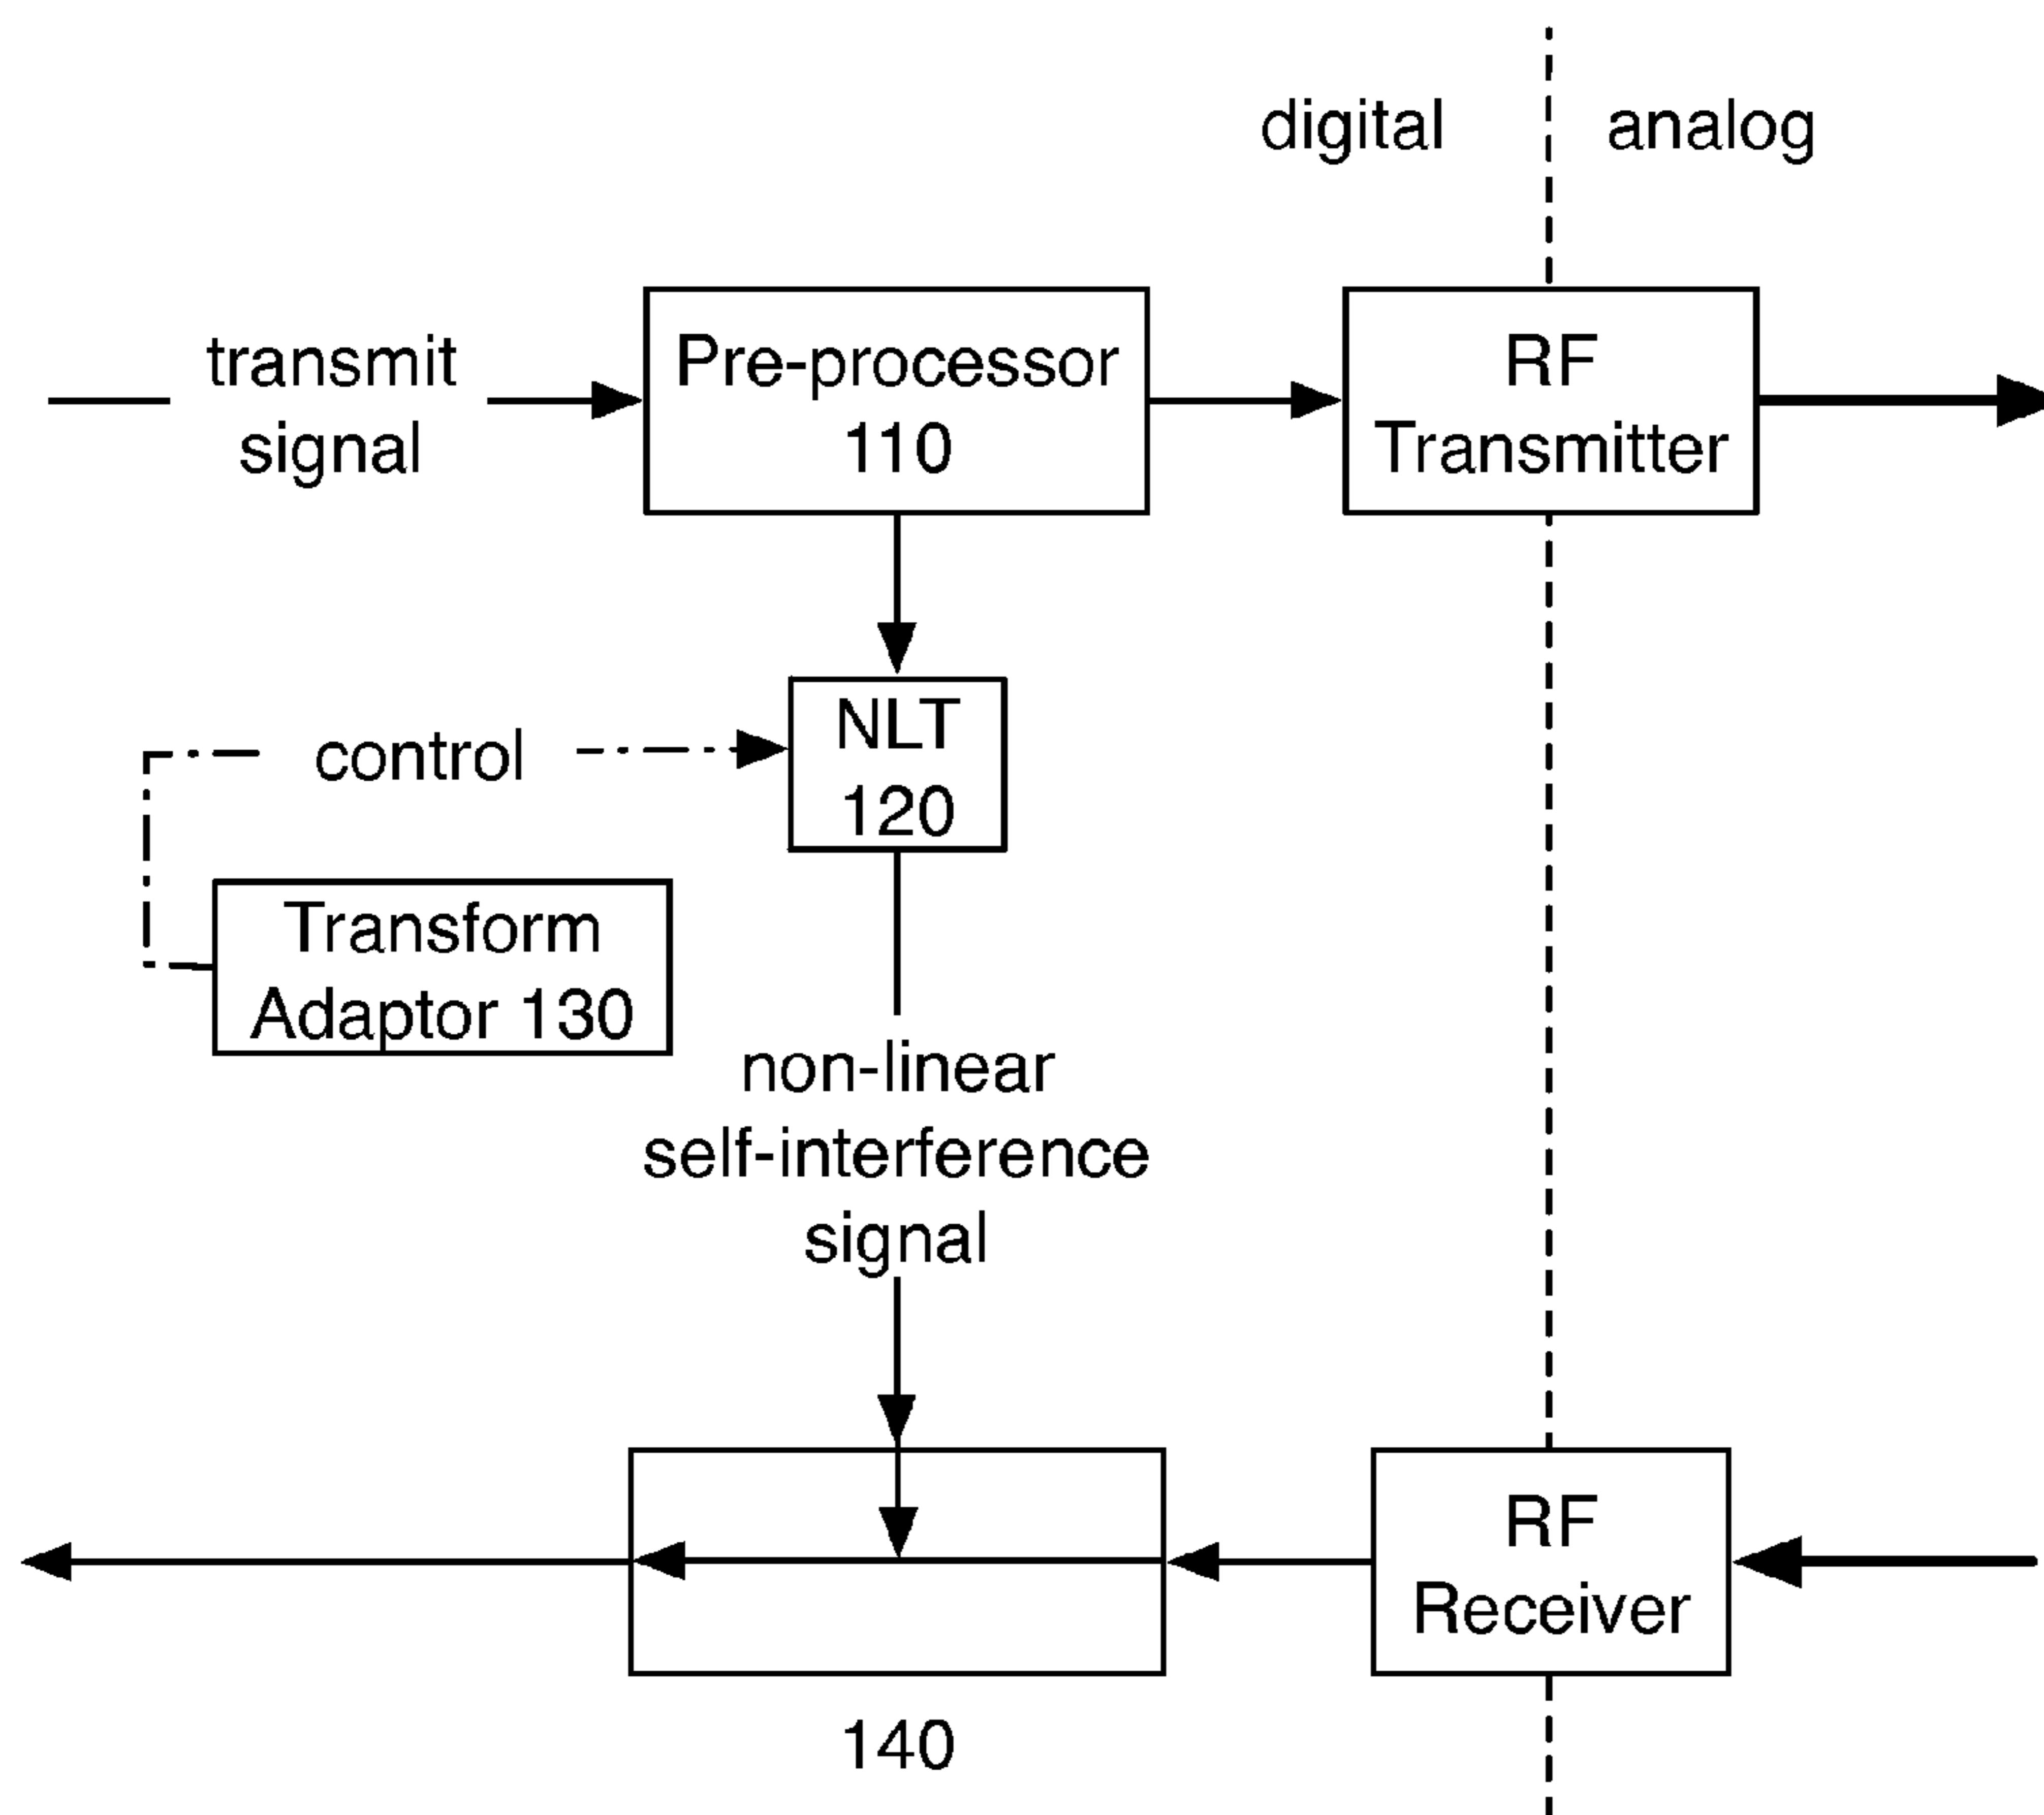 digital
analog
transmit
signal
Pre-processor
110
RF
Transmitter
NLT
120
control
Transform
Adaptor 130
non-linear
self-interference
signal
RF
Receiver
140